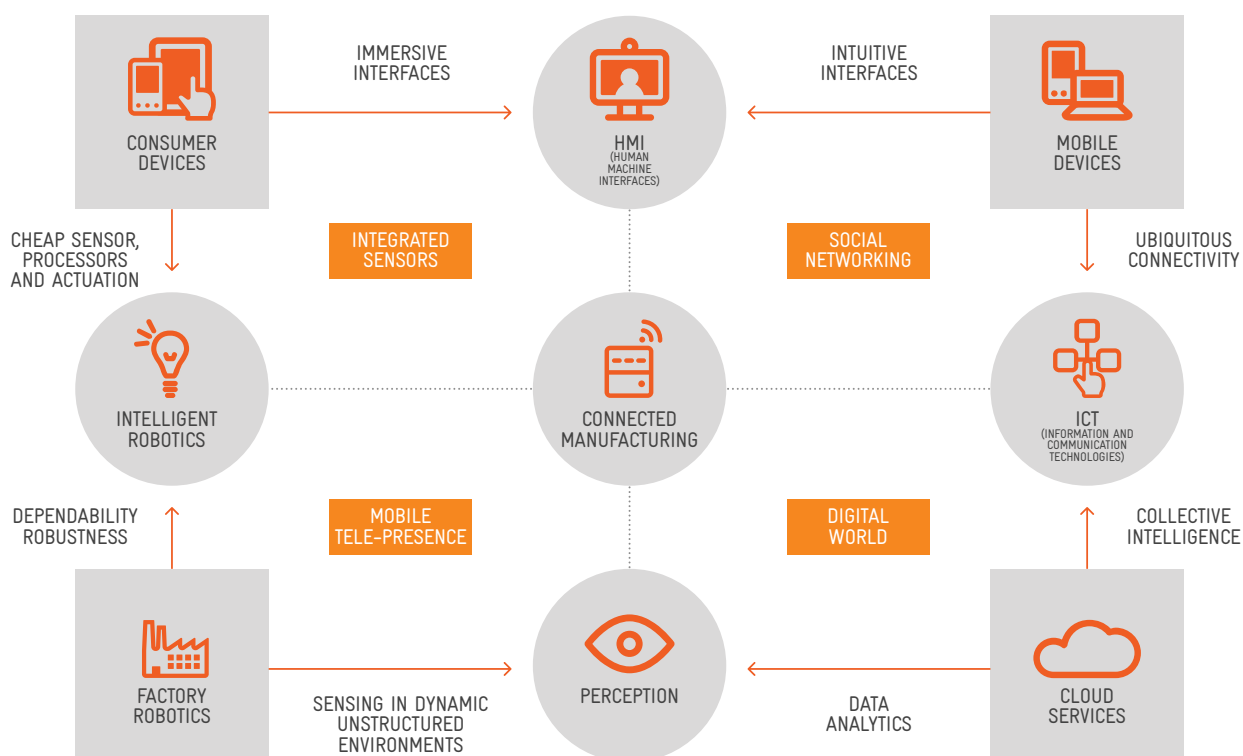 IMMERSIVE
INTERFACES
INTUITIVE
INTERFACES
CONSUMER
DEVICES
HMI
(HUMAN
MACHINE
INTERFACES)
MOBILE
DEVICES
CHEAP SENSOR,
PROCESSORS
AND ACTUATION
INTEGRATED
SENSORS
SOCIAL
NETWORKING
UBIQUITOUS
CONNECTIVITY
INTELLIGENT
ROBOTICS
CONNECTED
MANUFACTURING
ICT
(INFORMATION AND
COMMUNICATION
TECHNOLOGIES)
DEPENDABILITY
ROBUSTNESS
MOBILE
TELE-PRESENCE
DIGITAL
WORLD
COLLECTIVE
INTELLIGENCE
FACTORY
ROBOTICS
SENSING IN DYNAMIC
UNSTRUCTURED
ENVIRONMENTS
PERCEPTION
DATA
ANALYTICS
CLOUD
SERVICES